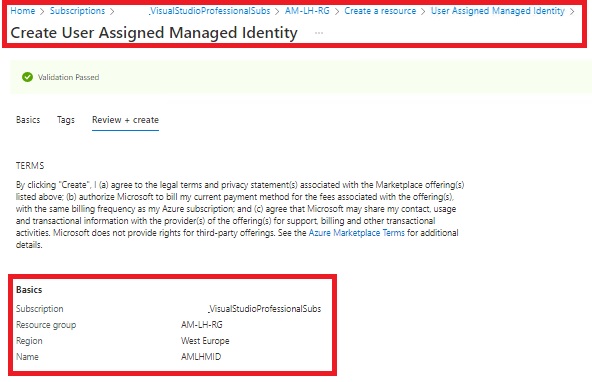 Home > Subscriptions > _VisualStudioProfessionalSubs > AM-LH-RG > Create a resource > User Assigned Managed Identity >
Create User Assigned Managed Identity ...
Validation Passed
Basics Tags Review + create
TERMS
By clicking "Create", I (a) agree to the legal terms and privacy statement(s) associated with the Marketplace offering(s)
listed above; (b) authorize Microsoft to bill my current payment method for the fees associated with the offering(s),
with the same billing frequency as my Azure subscription; and (c) agree that Microsoft may share my contact, usage
and transactional information with the provider(s) of the offering(s) for support, billing and other transactional
activities. Microsoft does not provide rights for third-party offerings. See the Azure Marketplace Terms for additional
details.
Basics
Subscription _VisualStudioProfessionalSubs
Resource group AM-LH-RG
Region West Europe
Name AMLHMID